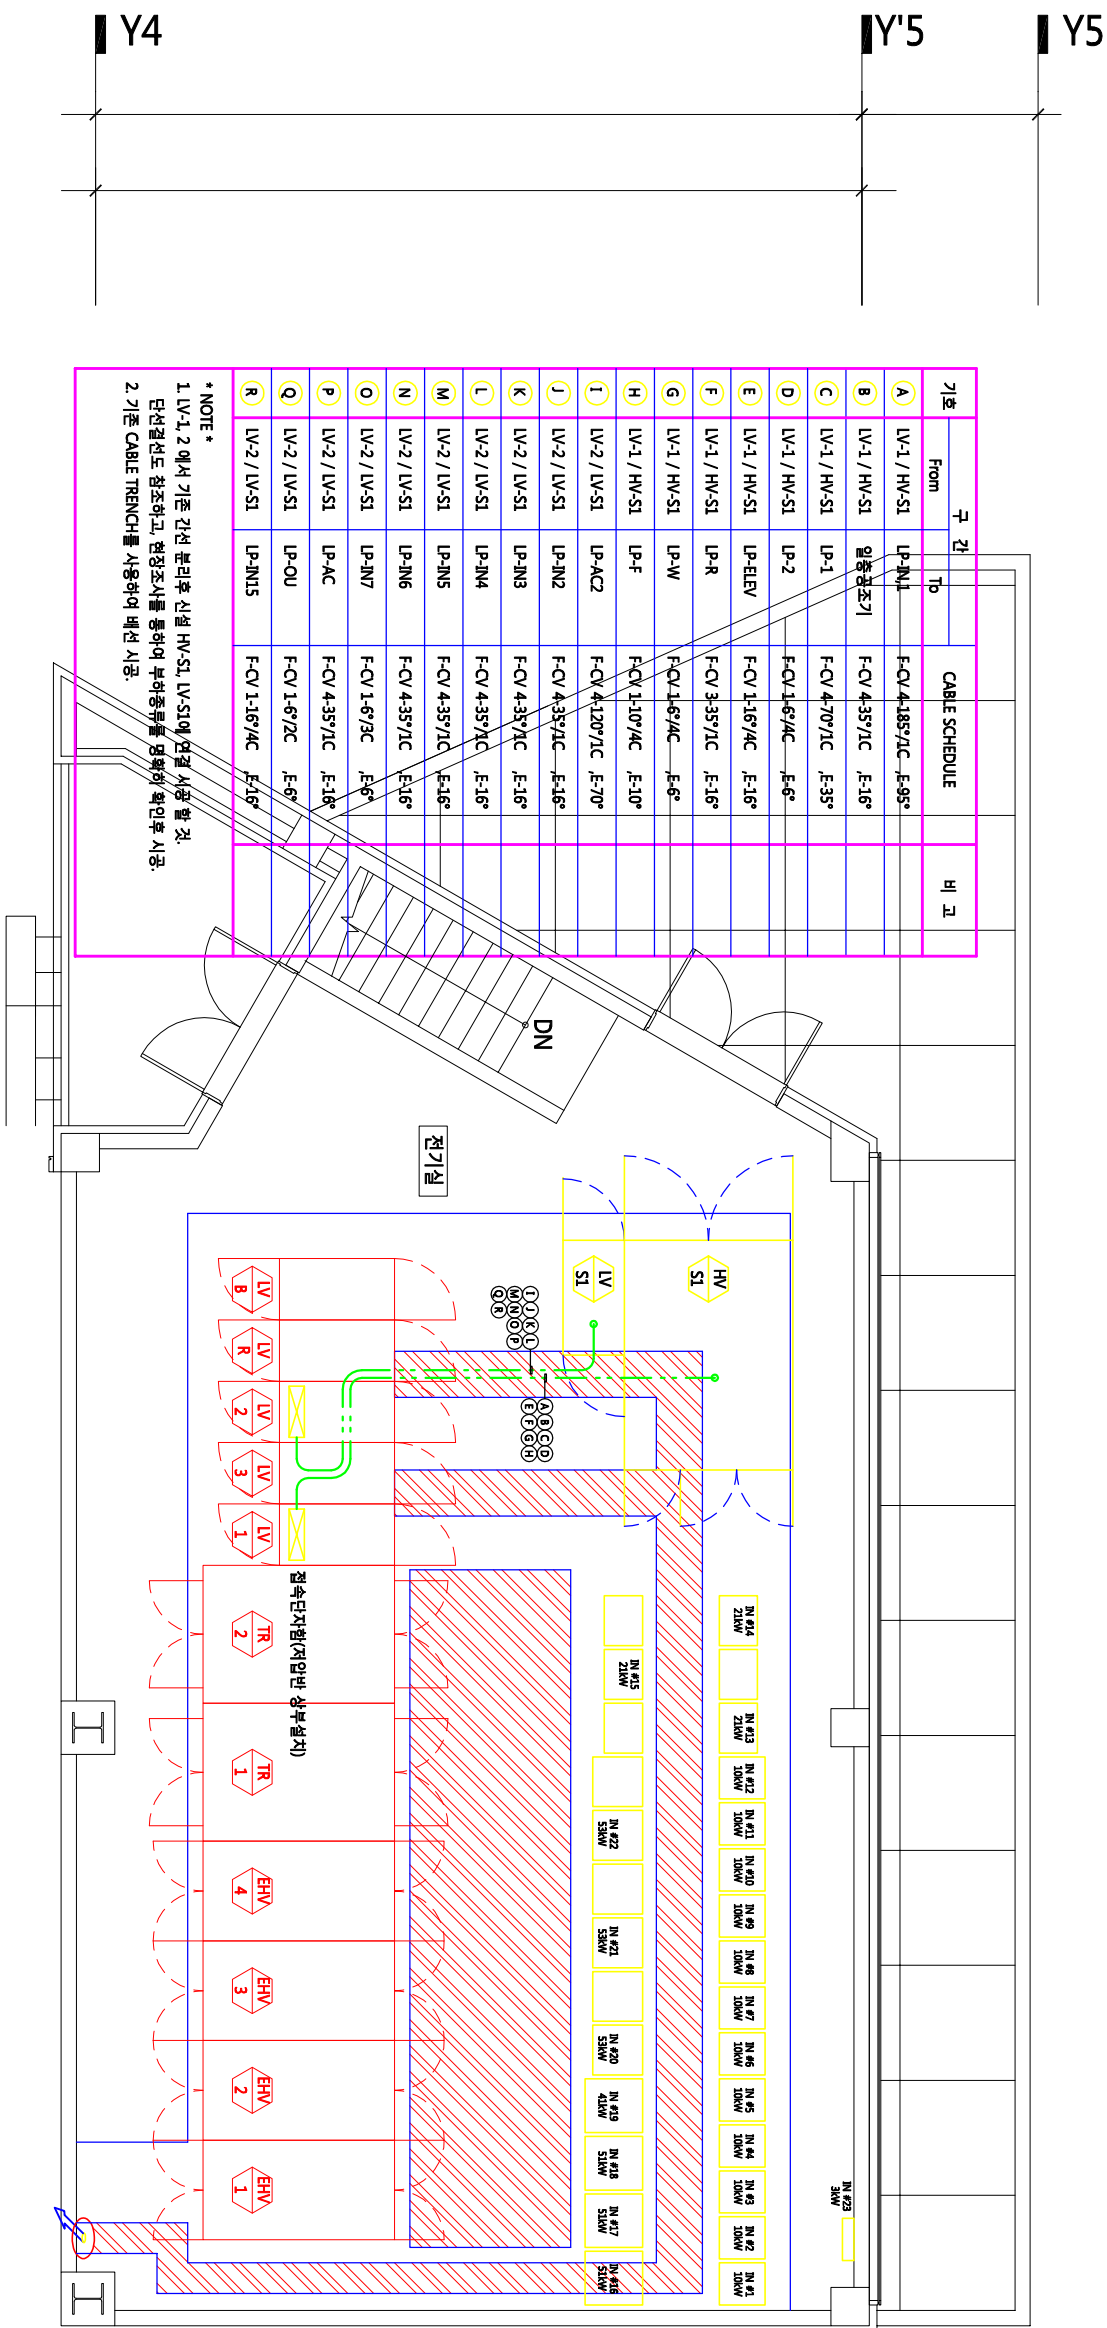 Y4
Y'5
Y5
기호 구 간 CABLE SCHEDULE 비 고
From To
A LV-1 / HV-S1 LP-IN,1 F-CV 4-185°/1C ,E-95°
B LV-1 / HV-S1 일층공조기 F-CV 4-35°/1C ,E-16°
C LV-1 / HV-S1 LP-1 F-CV 4-70°/1C ,E-35°
D LV-1 / HV-S1 LP-2 F-CV 1-6°/4C ,E-6°
E LV-1 / HV-S1 LP-ELEV F-CV 1-16°/4C ,E-16°
F LV-1 / HV-S1 LP-R F-CV 3-35°/1C ,E-16°
G LV-1 / HV-S1 LP-W F-CV 1-6°/4C ,E-6°
H LV-1 / HV-S1 LP-F F-CV 1-10°/4C ,E-10°
I LV-2 / LV-S1 LP-AC2 F-CV 4-120°/1C ,E-70°
J LV-2 / LV-S1 LP-IN2 F-CV 4-35°/1C ,E-16°
K LV-2 / LV-S1 LP-IN3 F-CV 4-35°/1C ,E-16°
L LV-2 / LV-S1 LP-IN4 F-CV 4-35°/1C ,E-16°
M LV-2 / LV-S1 LP-IN5 F-CV 4-35°/1C ,E-16°
N LV-2 / LV-S1 LP-IN6 F-CV 4-35°/1C ,E-16°
O LV-2 / LV-S1 LP-IN7 F-CV 1-6°/3C ,E-6°
P LV-2 / LV-S1 LP-AC F-CV 4-35°/1C ,E-16°
Q LV-2 / LV-S1 LP-OU F-CV 1-6°/2C ,E-6°
R LV-2 / LV-S1 LP-IN15 F-CV 1-16°/4C ,E-16°
* NOTE *
1. LV-1, 2 에서 기존 간선 분리후 신설 HV-S1, LV-S1에 연결 시공 할 것.
단선결선도 참조하고, 현장조사를 통하여 부하종류를 명확히 확인후 시공.
2. 기존 CABLE TRENCH를 사용하여 배선 시공.
DN
전기실
HV
S1
LV
S1
I J K L
M N O P
Q R
A B C D
E F G H
LV
B
LV
R
LV
2
LV
3
LV
1
접속단자함(저압반 상부설치)
TR
2
TR
1
EHV
4
EHV
3
EHV
2
EHV
1
IN #14
21kW
IN #13
21kW
IN #12
10kW
IN #11
10kW
IN #10
10kW
IN #9
10kW
IN #8
10kW
IN #7
10kW
IN #6
10kW
IN #5
10kW
IN #4
10kW
IN #3
10kW
IN #2
10kW
IN #1
10kW
IN #23
3kW
IN #15
21kW
IN #22
53kW
IN #21
53kW
IN #20
53kW
IN #19
41kW
IN #18
51kW
IN #17
51kW
IN #16
51kW